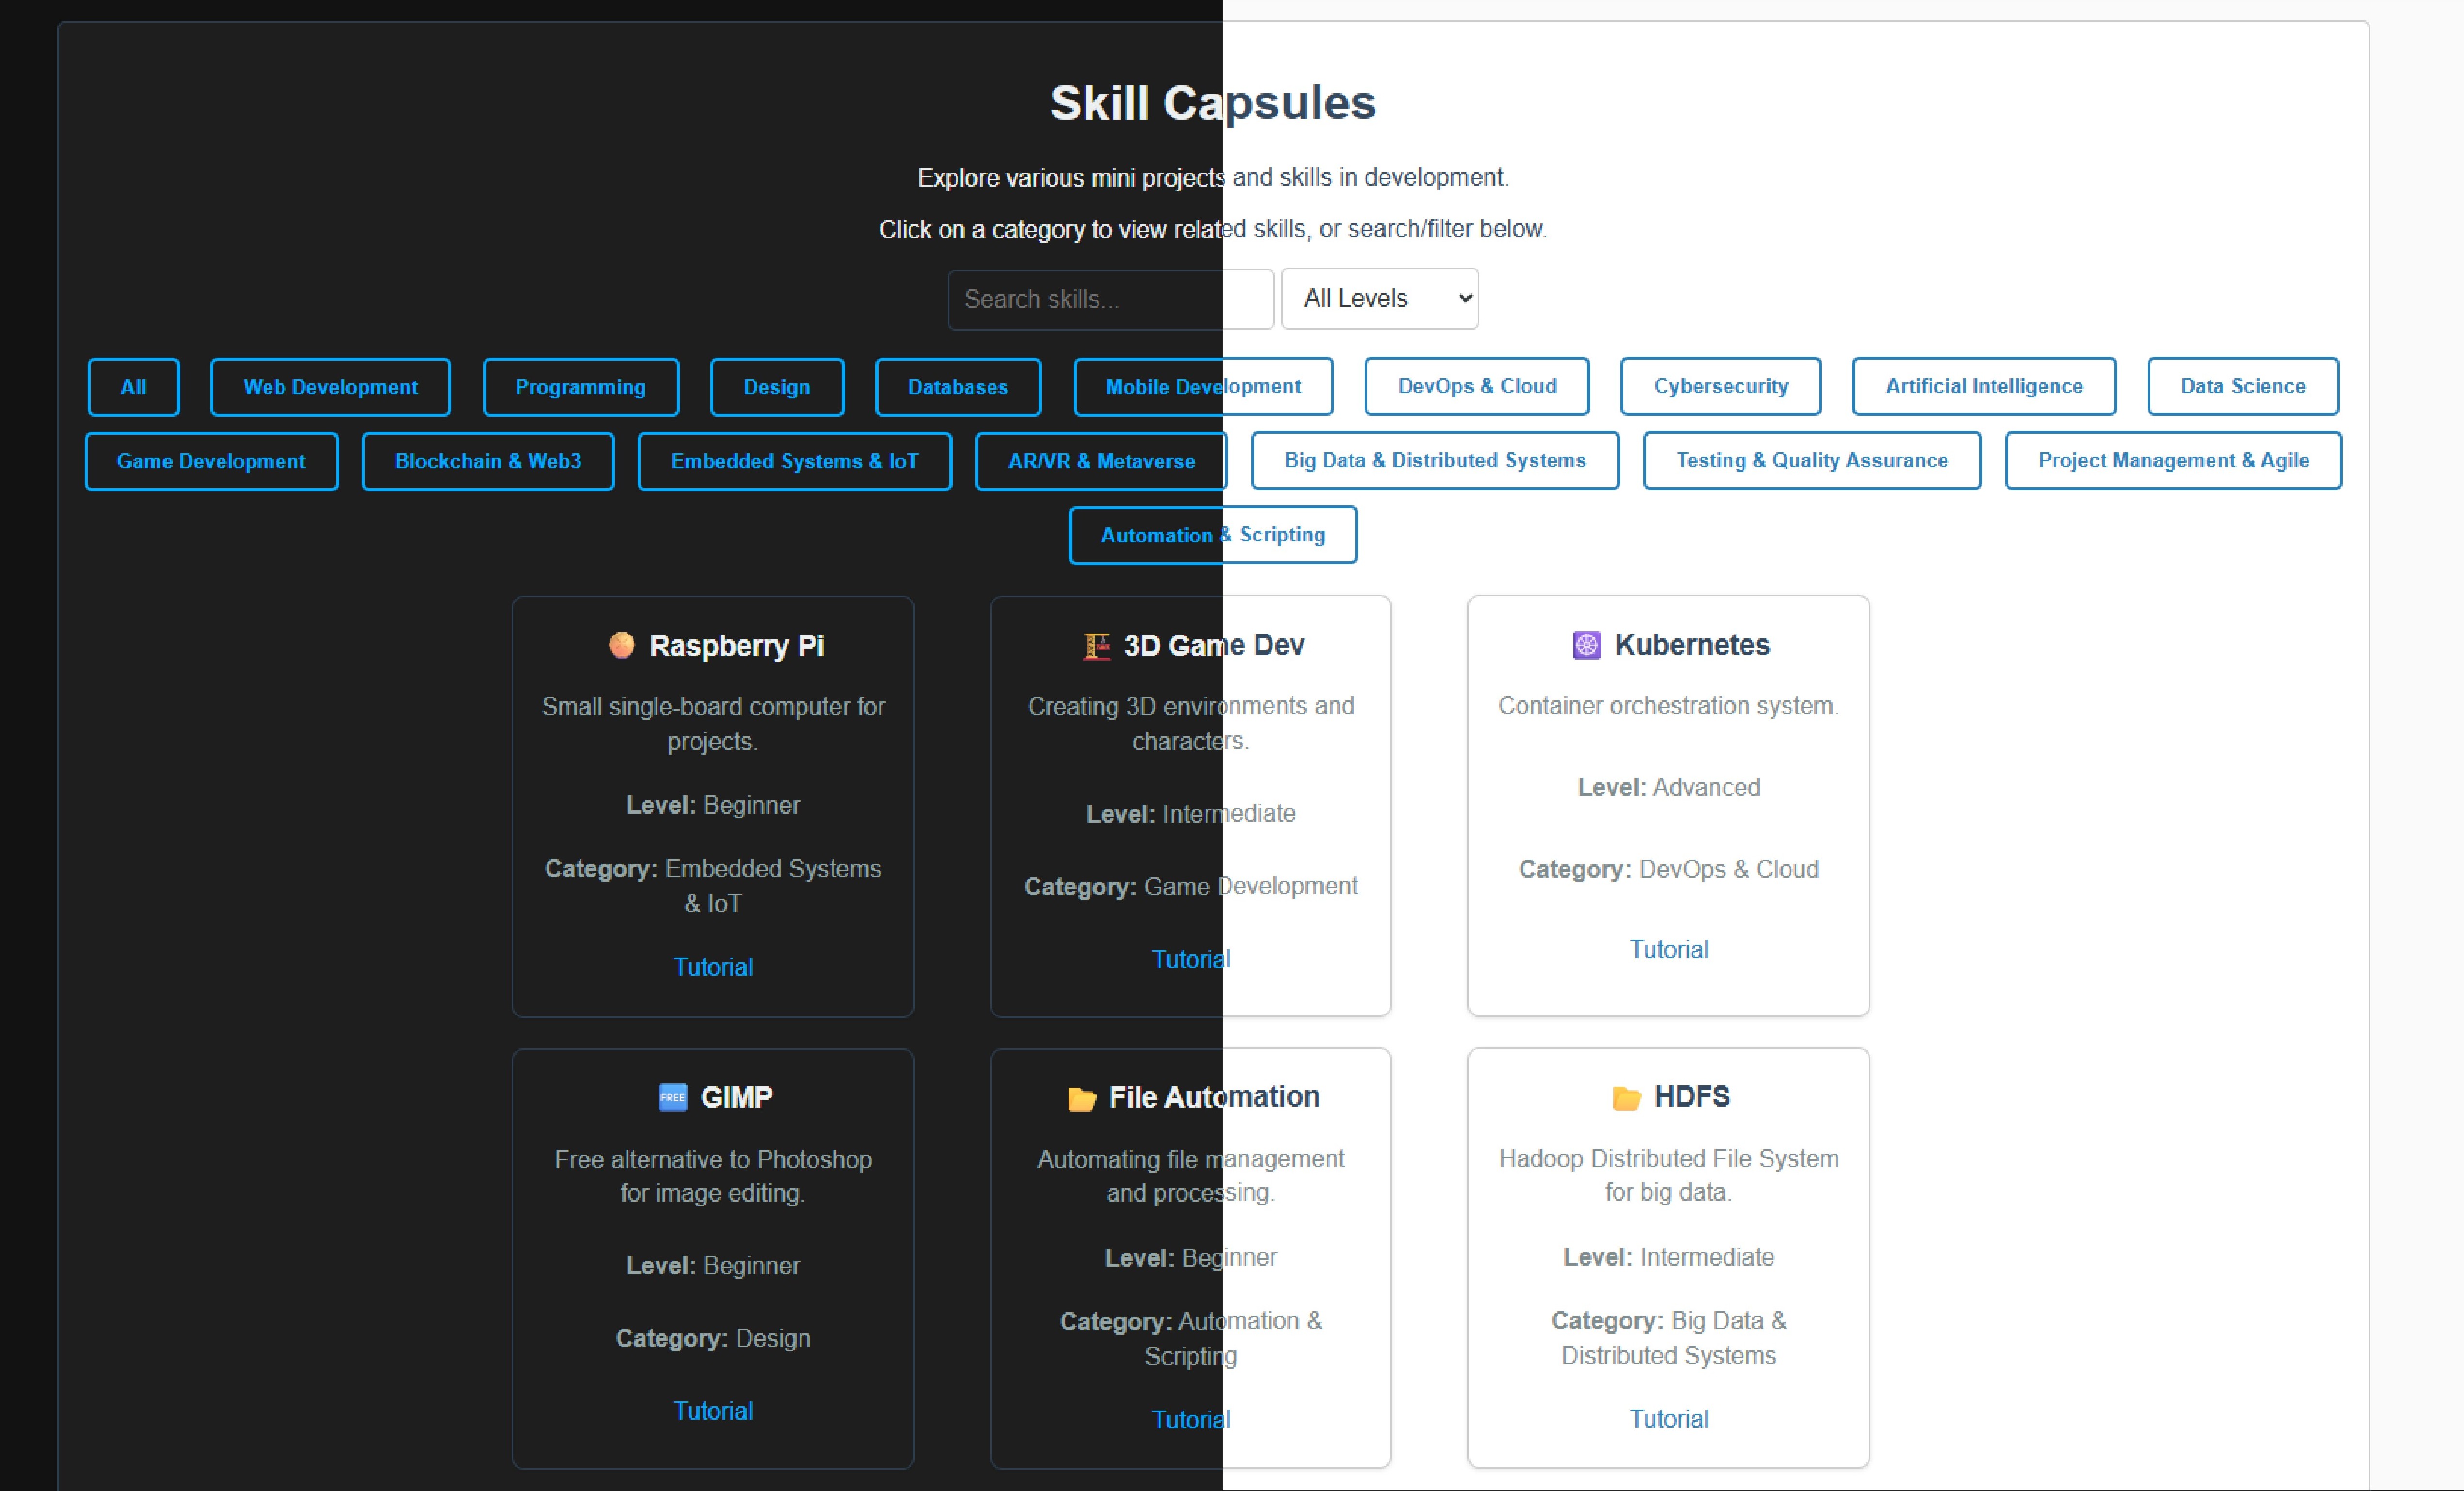 Skill Capsules
Explore various mini projects and skills in development.
Click on a category to view related skills, or search/filter below.
Search skills... All Levels
All Web Development Programming Design Databases Mobile Development DevOps & Cloud Cybersecurity Artificial Intelligence Data Science
Game Development Blockchain & Web3 Embedded Systems & IoT AR/VR & Metaverse Big Data & Distributed Systems Testing & Quality Assurance Project Management & Agile
Automation & Scripting
Raspberry Pi
Small single-board computer for
projects.
Level: Beginner
Category: Embedded Systems
& IoT
Tutorial
3D Game Dev
Creating 3D environments and
characters.
Level: Intermediate
Category: Game Development
Tutorial
Kubernetes
Container orchestration system.
Level: Advanced
Category: DevOps & Cloud
Tutorial
FREE GIMP
Free alternative to Photoshop
for image editing.
Level: Beginner
Category: Design
Tutorial
File Automation
Automating file management
and processing.
Level: Beginner
Category: Automation &
Scripting
Tutorial
HDFS
Hadoop Distributed File System
for big data.
Level: Intermediate
Category: Big Data &
Distributed Systems
Tutorial